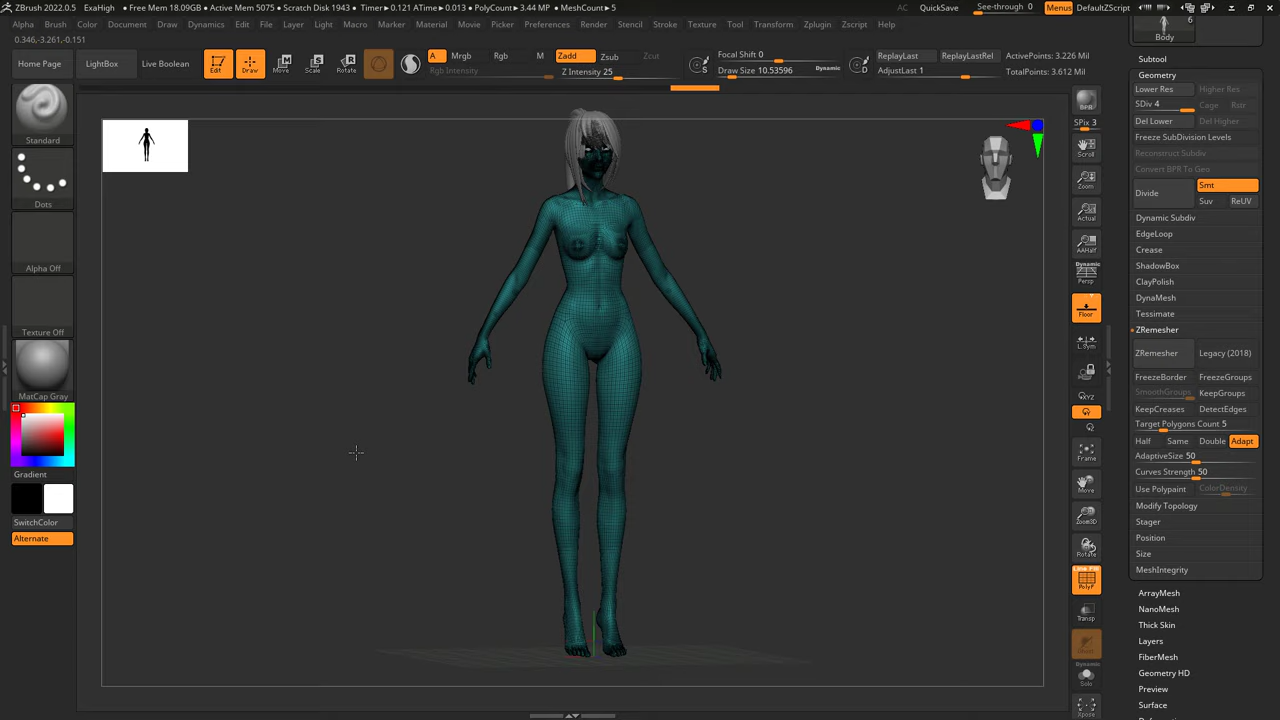 ZBrush 2022.0.5 ExaHigh • Free Mem 18.09GB • Active Mem 5075 • Scratch Disk 1943 • Timer▸0.121 ATime▸0.013 • PolyCount▸3.44 MP • MeshCount▸5 AC QuickSave See-through 0 Menus DefaultZScript
Alpha Brush Color Document Draw Dynamics Edit File Layer Light Macro Marker Material Movie Picker Preferences Render Stencil Stroke Texture Tool Transform Zplugin Zscript Help
0.346,-3.261,-0.151
Home Page LightBox Live Boolean Edit Draw Move Scale Rotate
A Mrgb Rgb M Zadd Zsub Zcut
Rgb Intensity Z Intensity 25
S Focal Shift 0
Draw Size 10.53596 Dynamic
D ReplayLast ReplayLastRel ActivePoints: 3.226 Mil
AdjustLast 1 TotalPoints: 3.612 Mil
Standard
Dots
Alpha Off
Texture Off
MatCap Gray
Gradient
SwitchColor
Alternate
BPR
SPix 3
Scroll
Zoom
Actual
AAHalf
Dynamic
Persp
Floor
L.Sym
XYZ
Y
Z
Frame
Move
Zoom3D
Rotate
Line Fill
PolyF
Transp
Dynamic
Solo
Xpose
6
Body
Subtool
Geometry
Lower Res Higher Res
SDiv 4 Cage Rstr
Del Lower Del Higher
Freeze SubDivision Levels
Reconstruct Subdiv
Convert BPR To Geo
Divide Smt
Suv ReUV
Dynamic Subdiv
EdgeLoop
Crease
ShadowBox
ClayPolish
DynaMesh
Tessimate
ZRemesher
ZRemesher Legacy (2018)
FreezeBorder FreezeGroups
SmoothGroups KeepGroups
KeepCreases DetectEdges
Target Polygons Count 5
Half Same Double Adapt
AdaptiveSize 50
Curves Strength 50
Use Polypaint ColorDensity
Modify Topology
Stager
Position
Size
MeshIntegrity
ArrayMesh
NanoMesh
Thick Skin
Layers
FiberMesh
Geometry HD
Preview
Surface